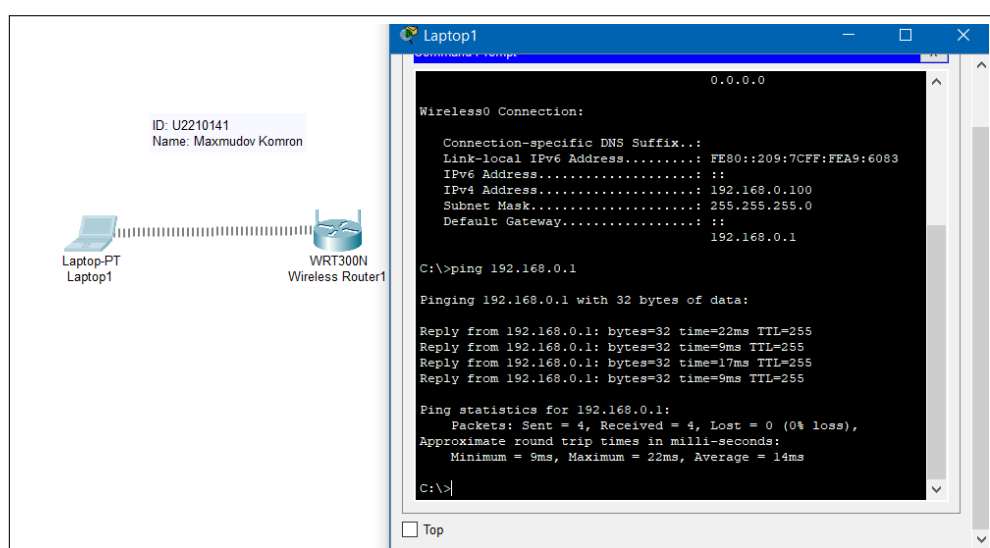 ID: U2210141
Name: Maxmudov Komron
Laptop-PT
Laptop1
WRT300N
Wireless Router1
Laptop1
Command Prompt
0.0.0.0
Wireless0 Connection:
Connection-specific DNS Suffix..:
Link-local IPv6 Address.........: FE80::209:7CFF:FEA9:6083
IPv6 Address....................: ::
IPv4 Address....................: 192.168.0.100
Subnet Mask.....................: 255.255.255.0
Default Gateway.................: ::
192.168.0.1
C:\>ping 192.168.0.1
Pinging 192.168.0.1 with 32 bytes of data:
Reply from 192.168.0.1: bytes=32 time=22ms TTL=255
Reply from 192.168.0.1: bytes=32 time=9ms TTL=255
Reply from 192.168.0.1: bytes=32 time=17ms TTL=255
Reply from 192.168.0.1: bytes=32 time=9ms TTL=255
Ping statistics for 192.168.0.1:
Packets: Sent = 4, Received = 4, Lost = 0 (0% loss),
Approximate round trip times in milli-seconds:
Minimum = 9ms, Maximum = 22ms, Average = 14ms
C:\>
Top